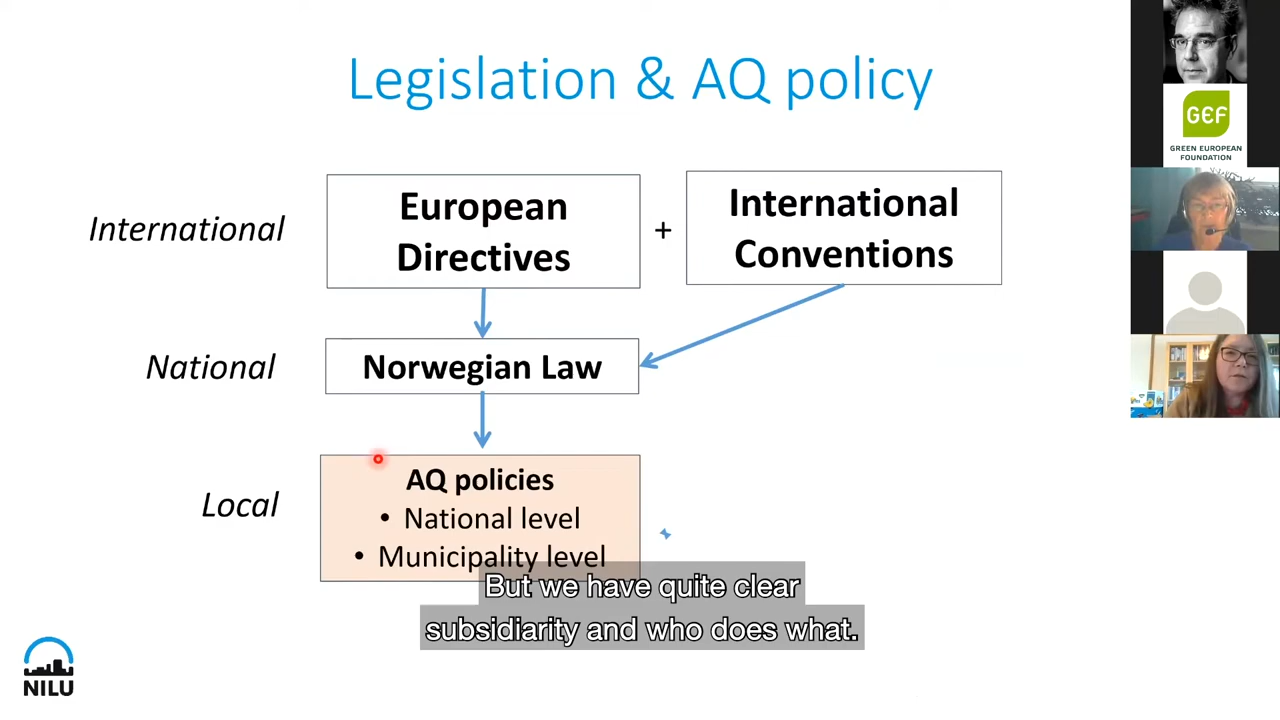 Legislation & AQ policy
International
European
Directives
+
International
Conventions
National
Norwegian Law
Local
AQ policies
• National level
• Municipality level
But we have quite clear
subsidiarity and who does what.
NILU
GEF
GREEN EUROPEAN
FOUNDATION